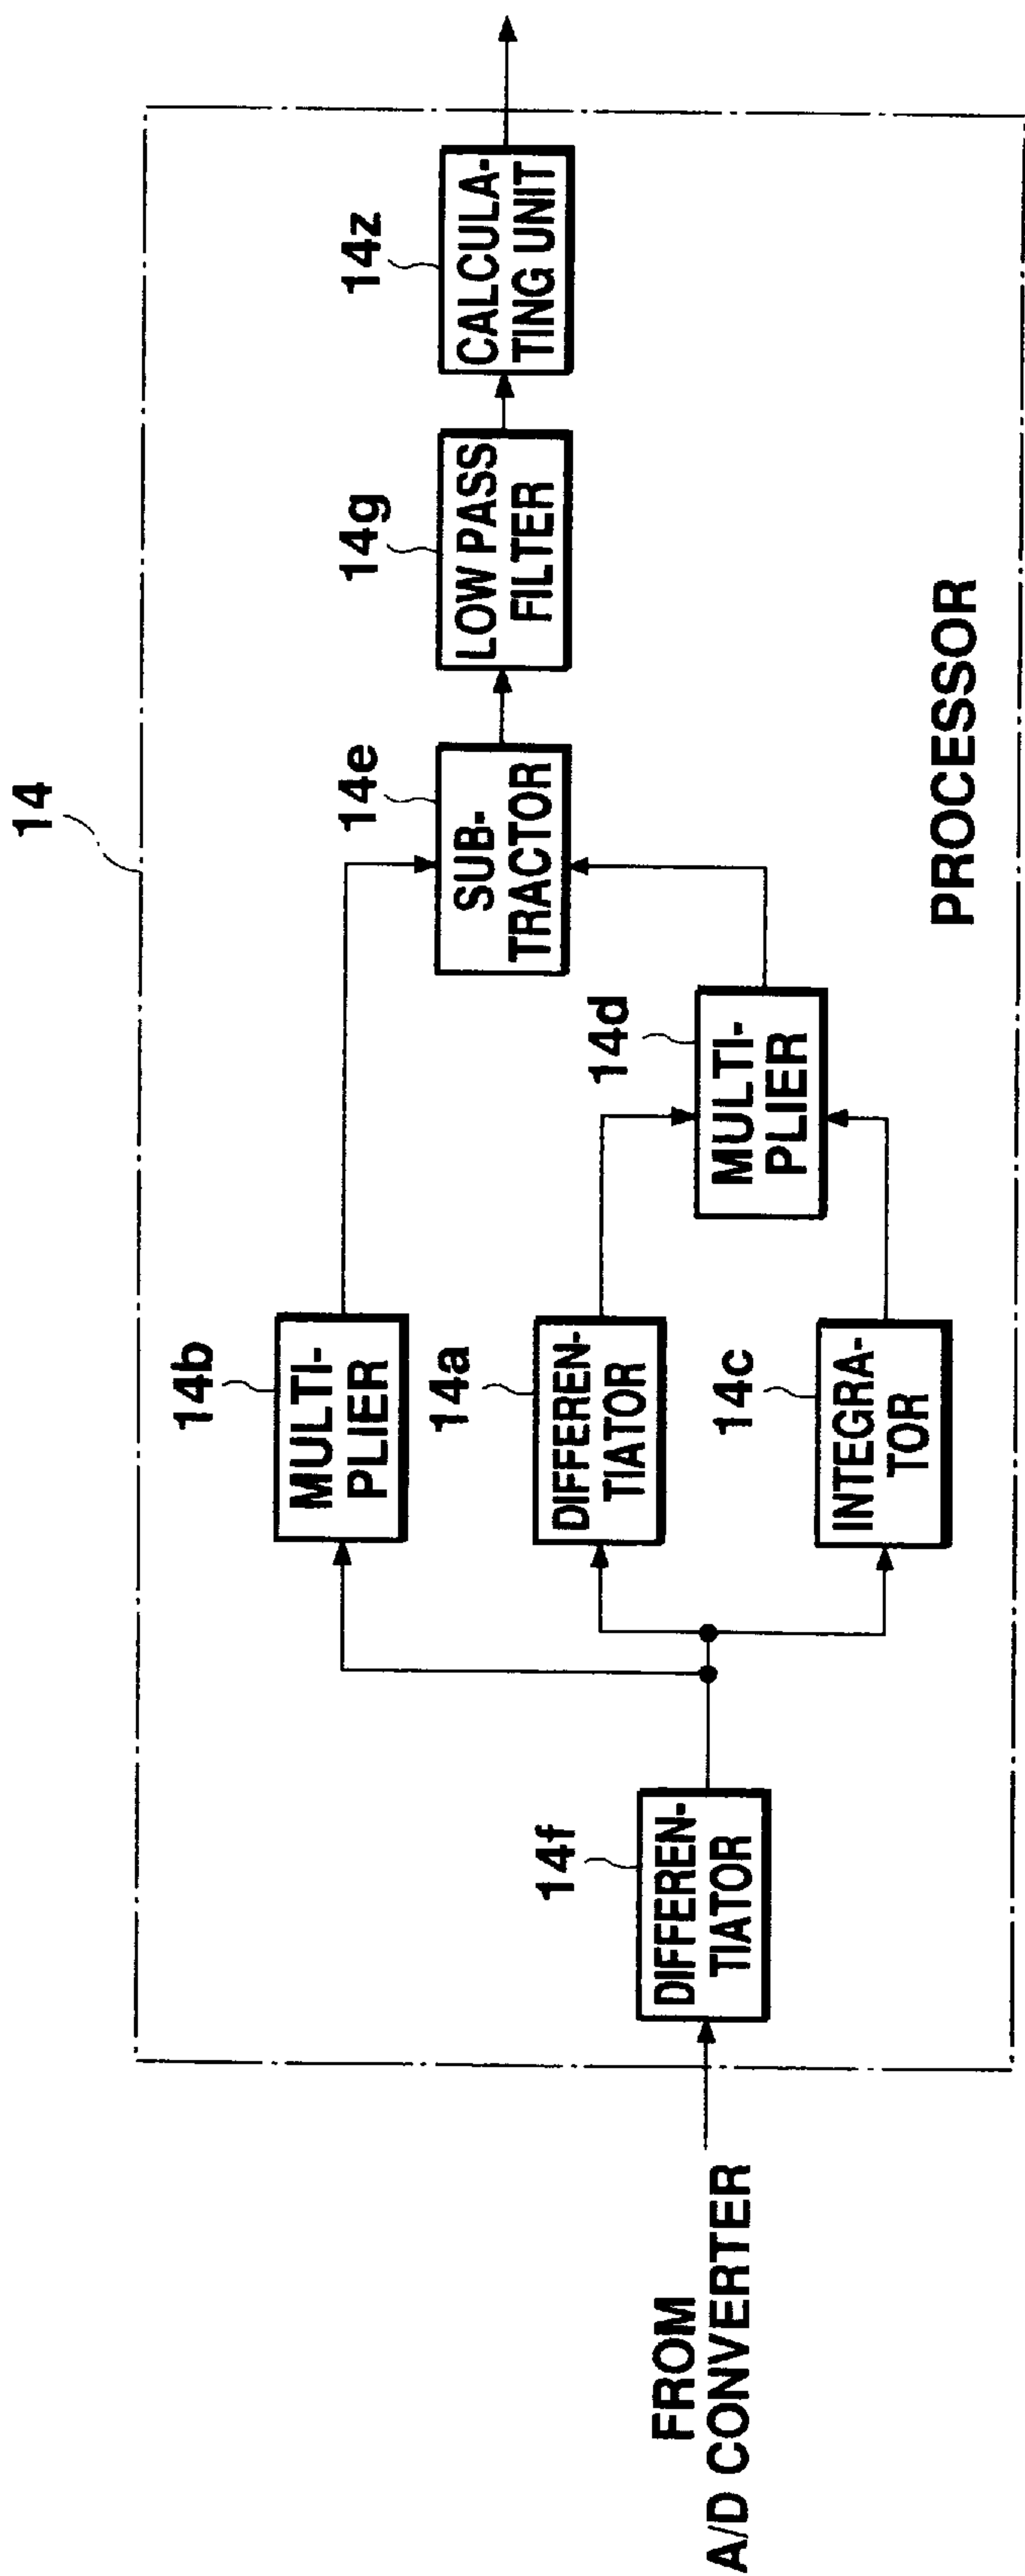 14
14b
MULTI-
PLIER
14e
SUB-
TRACTOR
14g
LOW PASS
FILTER
14z
CALCULA-
TING UNIT
14f
DIFFEREN-
TIATOR
14a
DIFFEREN-
TIATOR
14d
MULTI-
PLIER
14c
INTEGRA-
TOR
FROM
A/D CONVERTER
PROCESSOR